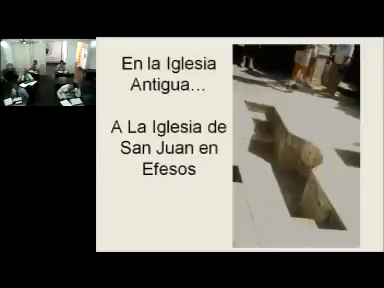 En la Iglesia
Antigua...
A La Iglesia de
San Juan en
Efesos